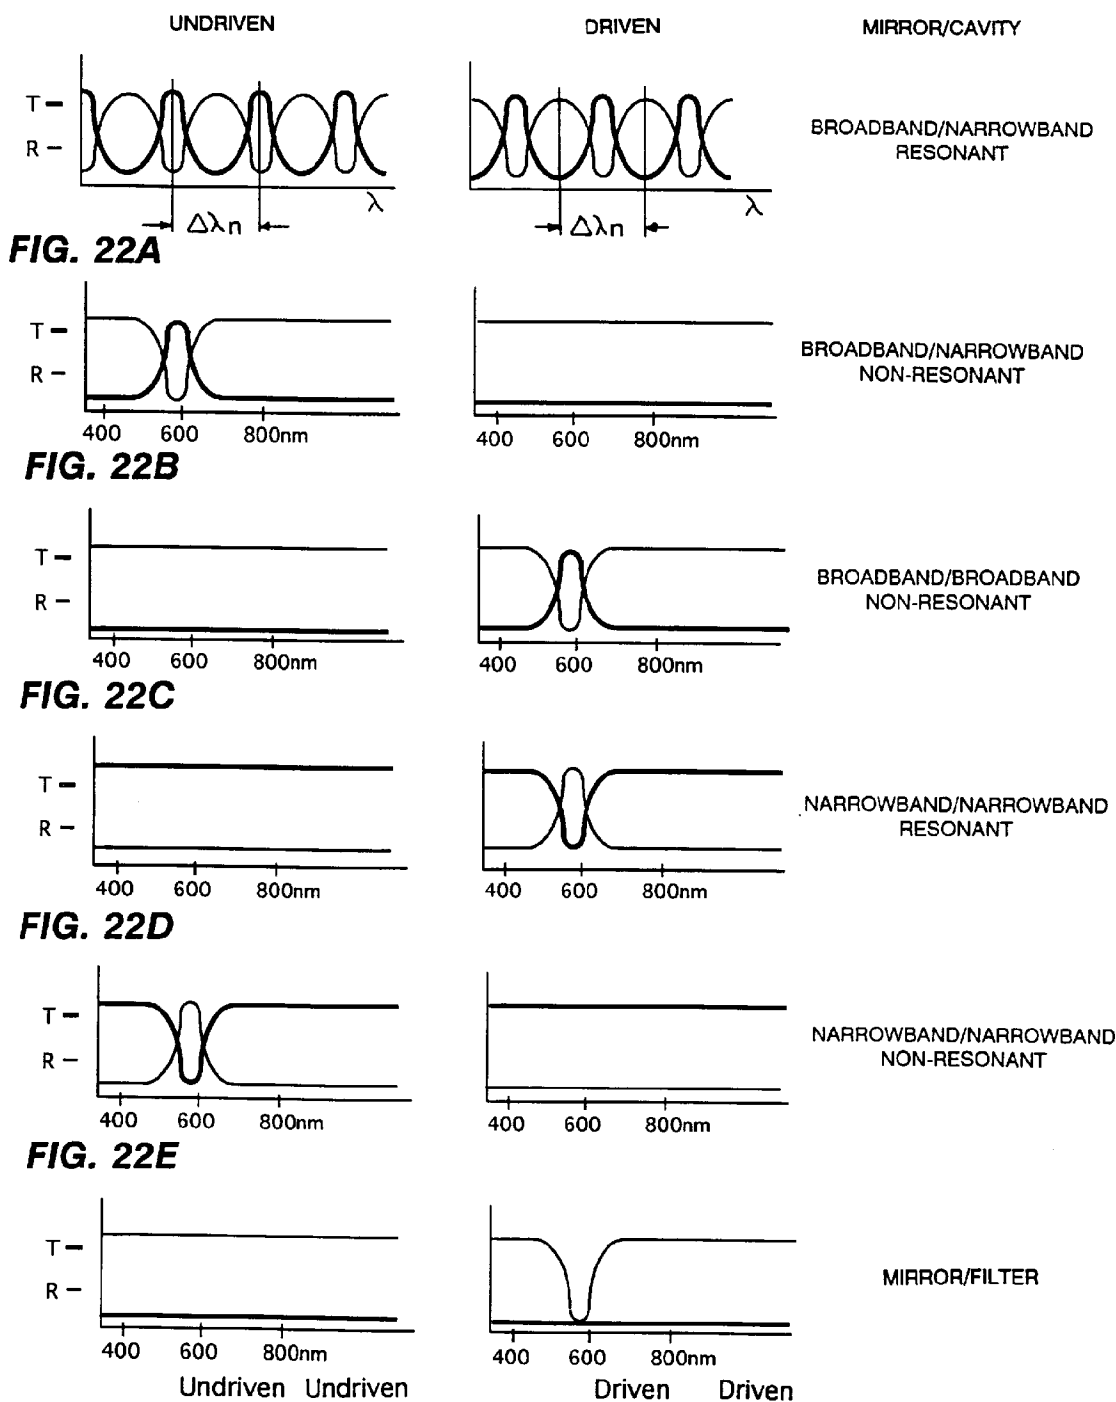 UNDRIVEN DRIVEN MIRROR/CAVITY
T
R
BROADBAND/NARROWBAND
RESONANT
λ λ
Δλn Δλn
FIG. 22A
T
R
BROADBAND/NARROWBAND
NON-RESONANT
400 600 800nm 400 600 800nm
FIG. 22B
T
R
BROADBAND/BROADBAND
NON-RESONANT
400 600 800nm 400 600 800nm
FIG. 22C
T
R
NARROWBAND/NARROWBAND
RESONANT
400 600 800nm 400 600 800nm
FIG. 22D
T
R
NARROWBAND/NARROWBAND
NON-RESONANT
400 600 800nm 400 600 800nm
FIG. 22E
T
R
MIRROR/FILTER
400 600 800nm 400 600 800nm
Undriven Undriven Driven Driven